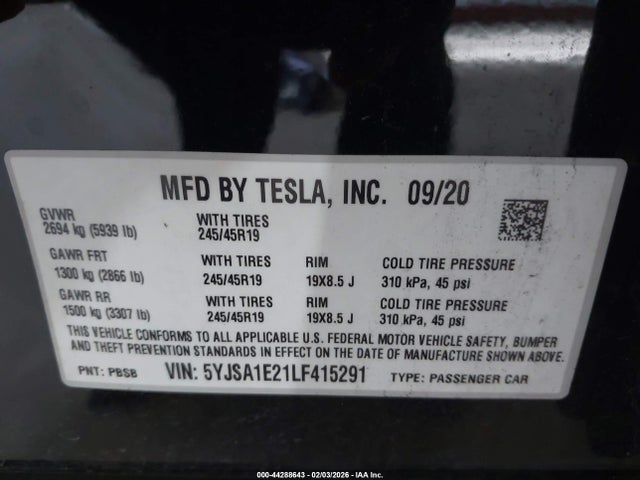 MFD BY TESLA, INC. 09/20
GVWR
2694 kg (5939 lb)
WITH TIRES
245/45R19
GAWR FRT
1300 kg (2866 lb)
WITH TIRES
245/45R19
RIM
19X8.5 J
COLD TIRE PRESSURE
310 kPa, 45 psi
GAWR RR
1500 kg (3307 lb)
WITH TIRES
245/45R19
RIM
19X8.5 J
COLD TIRE PRESSURE
310 kPa, 45 psi
THIS VEHICLE CONFORMS TO ALL APPLICABLE U.S. FEDERAL MOTOR VEHICLE SAFETY, BUMPER
AND THEFT PREVENTION STANDARDS IN EFFECT ON THE DATE OF MANUFACTURE SHOWN ABOVE.
PNT: PBSB VIN: 5YJSA1E21LF415291 TYPE: PASSENGER CAR
000-44288643 02/03/2026 - IAA Inc.